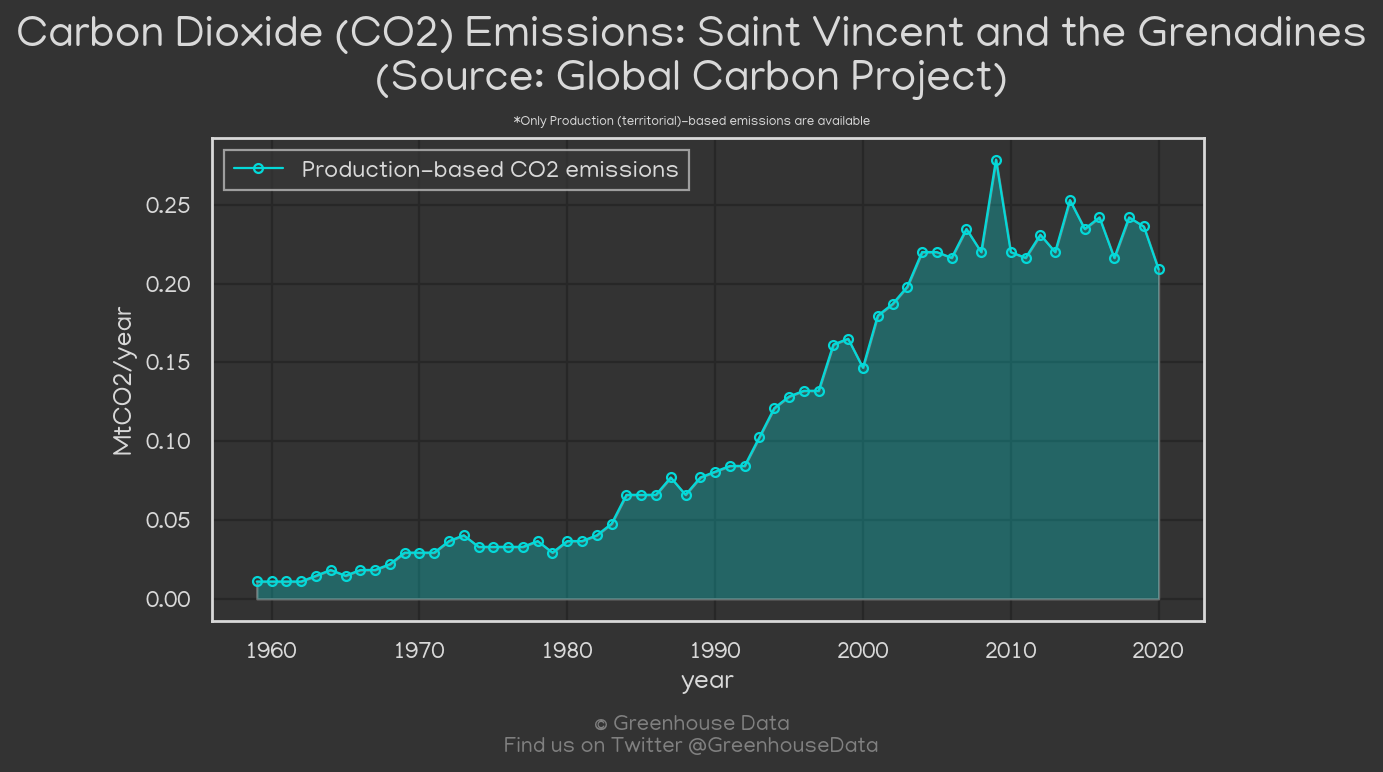 Carbon Dioxide (CO2) Emissions: Saint Vincent and the Grenadines
(Source: Global Carbon Project)
*Only Production (territorial)-based emissions are available
Production-based CO2 emissions
0.25
0.20
0.15
0.10
0.05
0.00
MtCO2/year
1960 1970 1980 1990 2000 2010 2020
year
© Greenhouse Data
Find us on Twitter @GreenhouseData